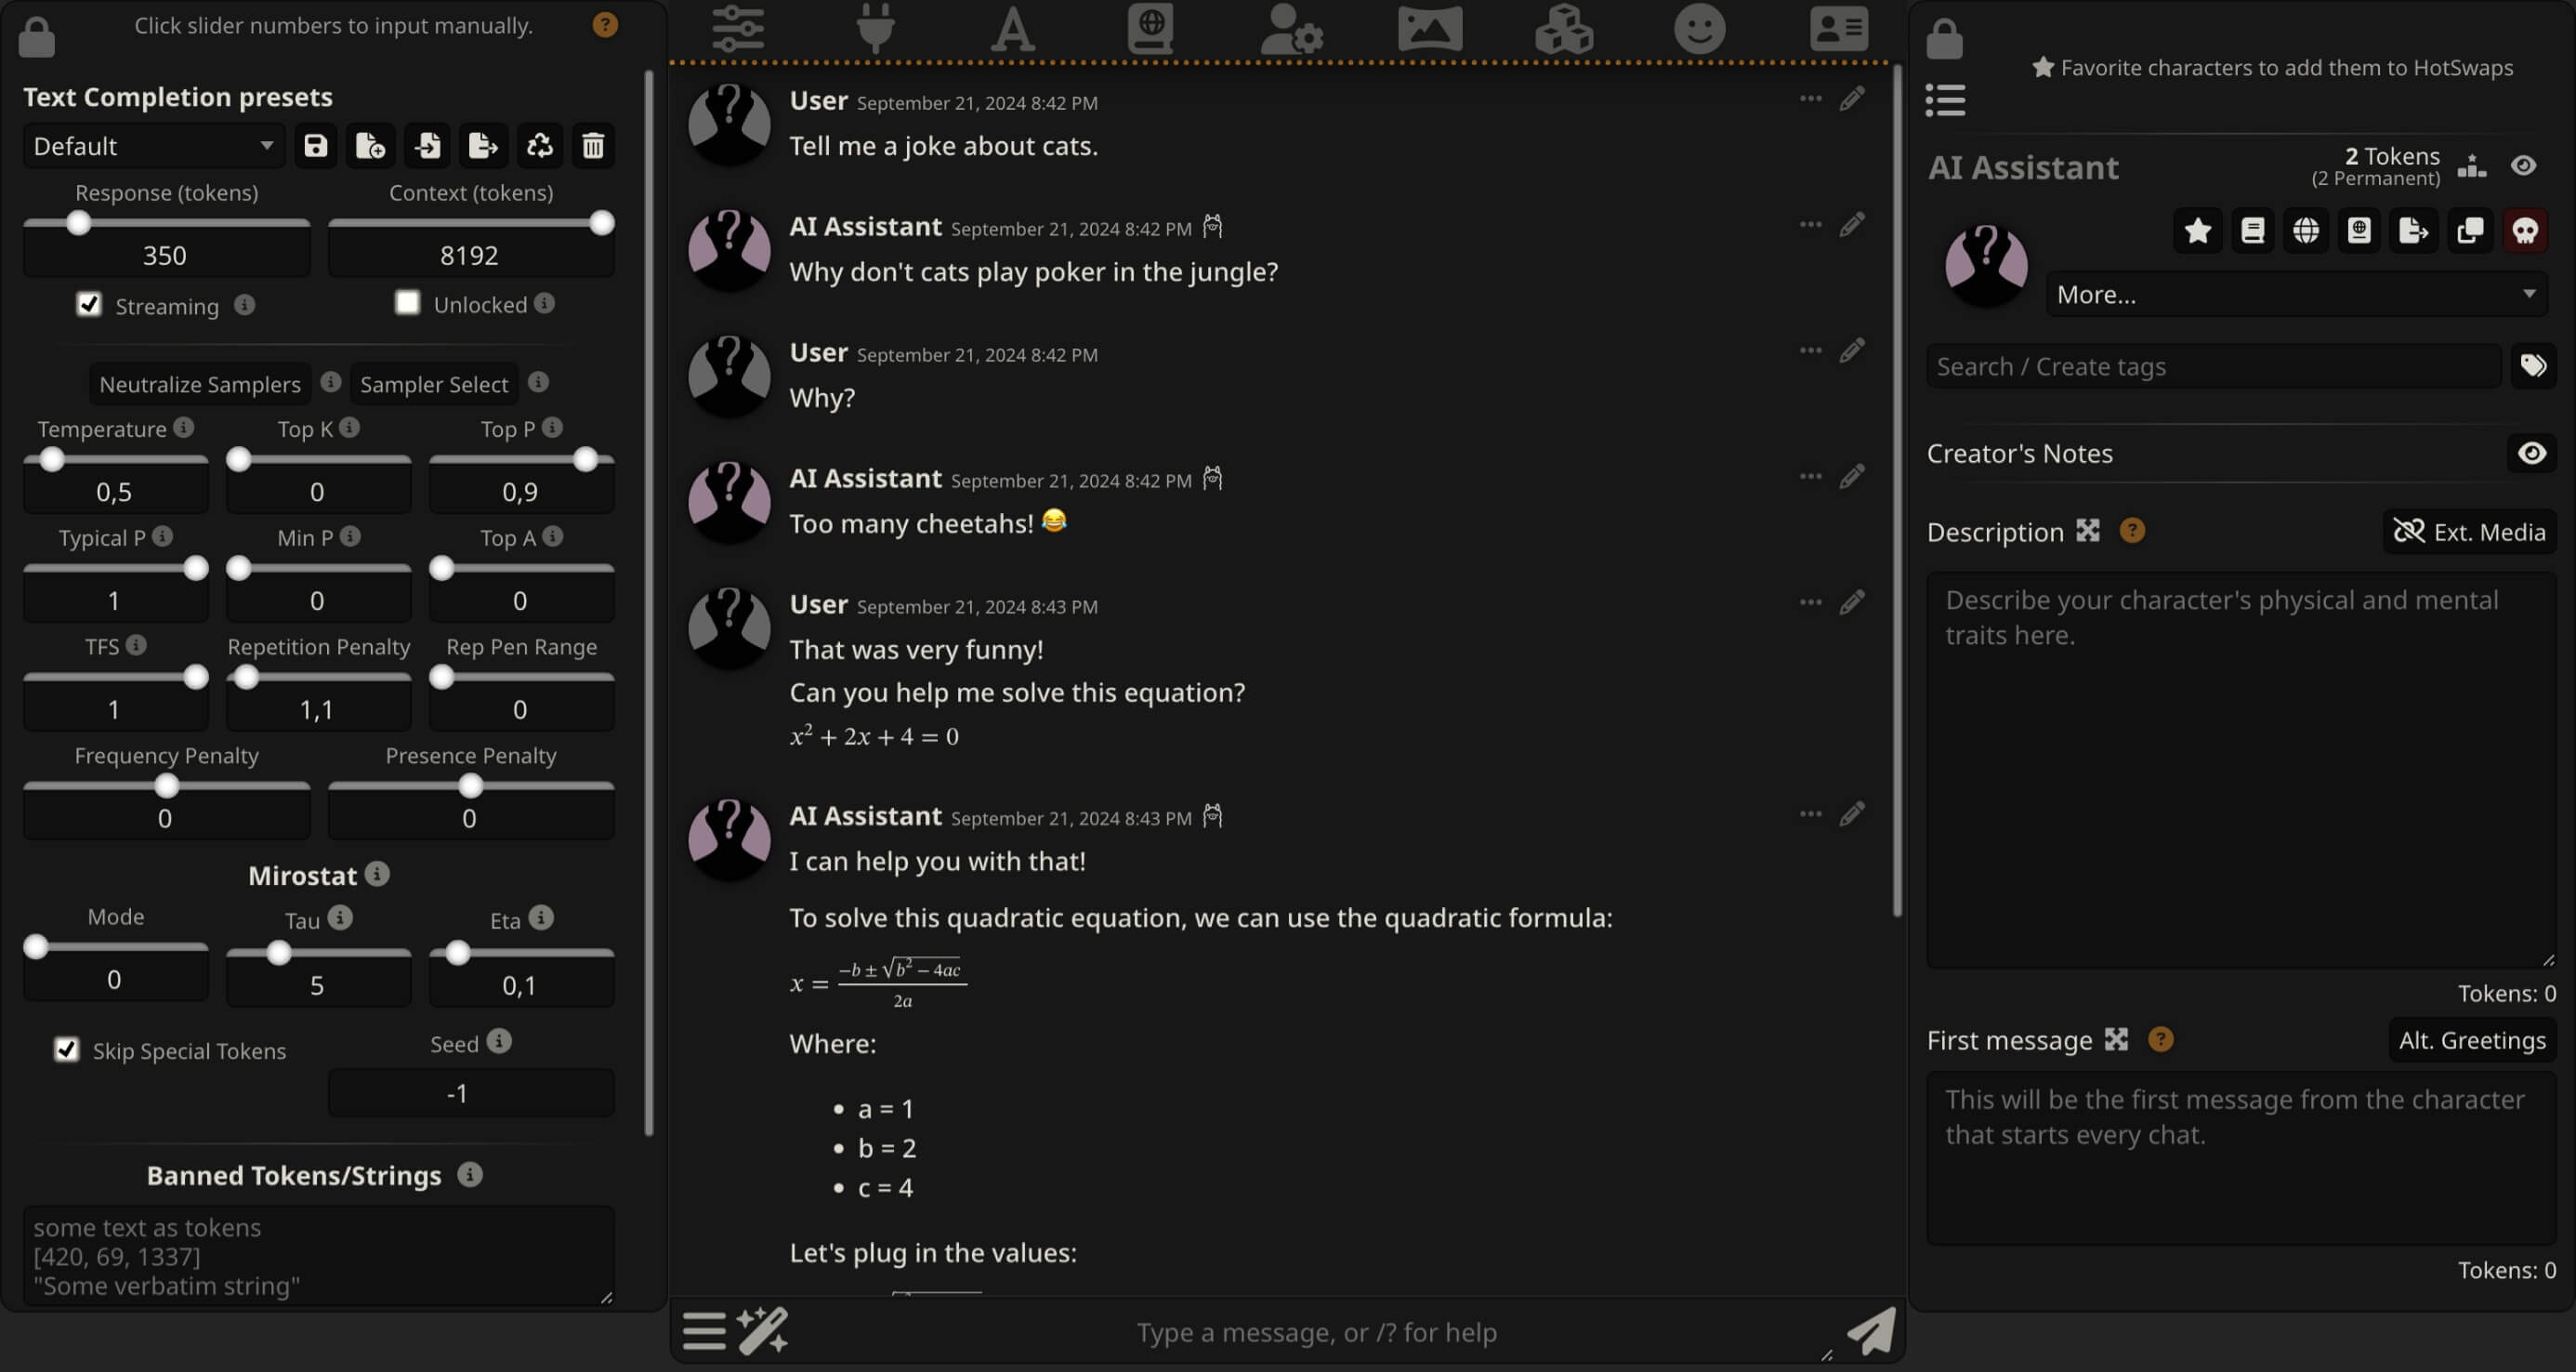 Click slider numbers to input manually.
Text Completion presets
Default
Response (tokens)
Context (tokens)
350
8192
Streaming
Unlocked
Neutralize Samplers
Sampler Select
Temperature
Top K
Top P
0,5
0
0,9
Typical P
Min P
Top A
1
0
0
TFS
Repetition Penalty
Rep Pen Range
1
1,1
0
Frequency Penalty
Presence Penalty
0
0
Mirostat
Mode
Tau
Eta
0
5
0,1
Skip Special Tokens
Seed
-1
Banned Tokens/Strings
some text as tokens
[420, 69, 1337]
"Some verbatim string"
User September 21, 2024 8:42 PM
Tell me a joke about cats.
AI Assistant September 21, 2024 8:42 PM
Why don't cats play poker in the jungle?
User September 21, 2024 8:42 PM
Why?
AI Assistant September 21, 2024 8:42 PM
Too many cheetahs! 😂
User September 21, 2024 8:43 PM
That was very funny!
Can you help me solve this equation?
x² + 2x + 4 = 0
AI Assistant September 21, 2024 8:43 PM
I can help you with that!
To solve this quadratic equation, we can use the quadratic formula:
x = (−b ± √(b² − 4ac)) / 2a
Where:
• a = 1
• b = 2
• c = 4
Let's plug in the values:
Type a message, or /? for help
Favorite characters to add them to HotSwaps
AI Assistant
2 Tokens
(2 Permanent)
More...
Search / Create tags
Creator's Notes
Description
Ext. Media
Describe your character's physical and mental
traits here.
Tokens: 0
First message
Alt. Greetings
This will be the first message from the character
that starts every chat.
Tokens: 0